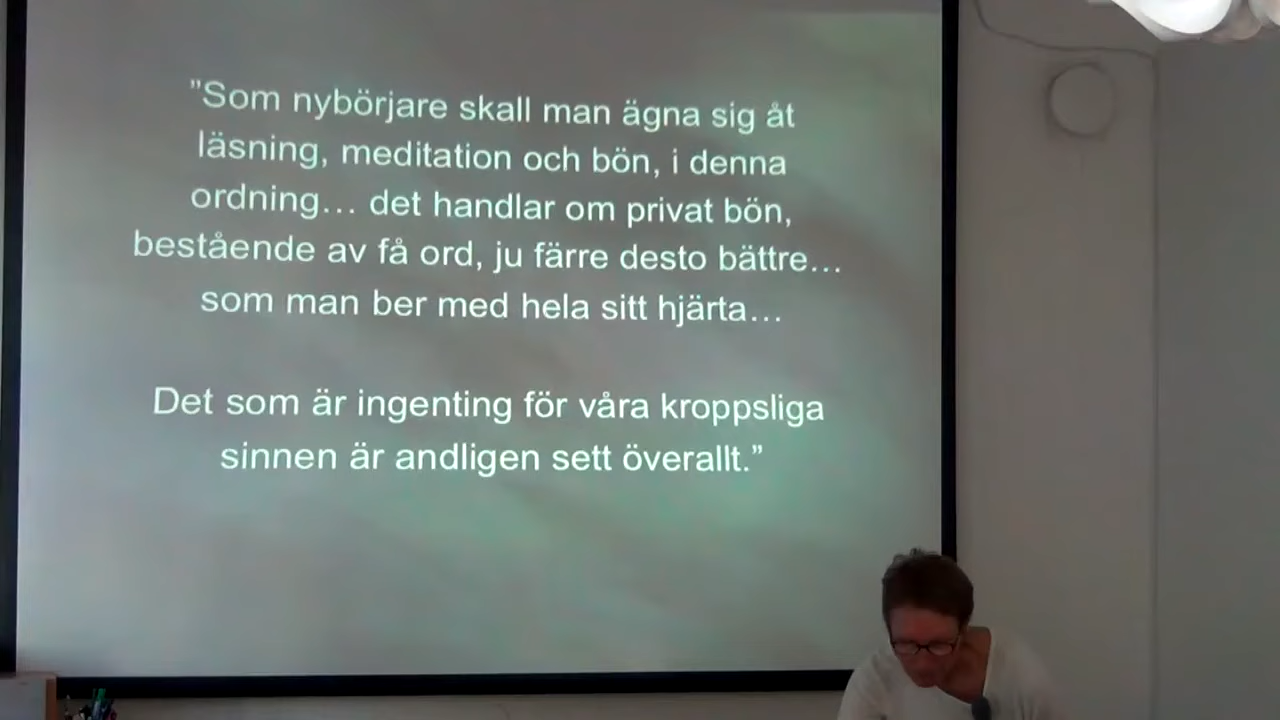 ”Som nybörjare skall man ägna sig åt
läsning, meditation och bön, i denna
ordning… det handlar om privat bön,
bestående av få ord, ju färre desto bättre…
som man ber med hela sitt hjärta…
Det som är ingenting för våra kroppsliga
sinnen är andligen sett överallt.”